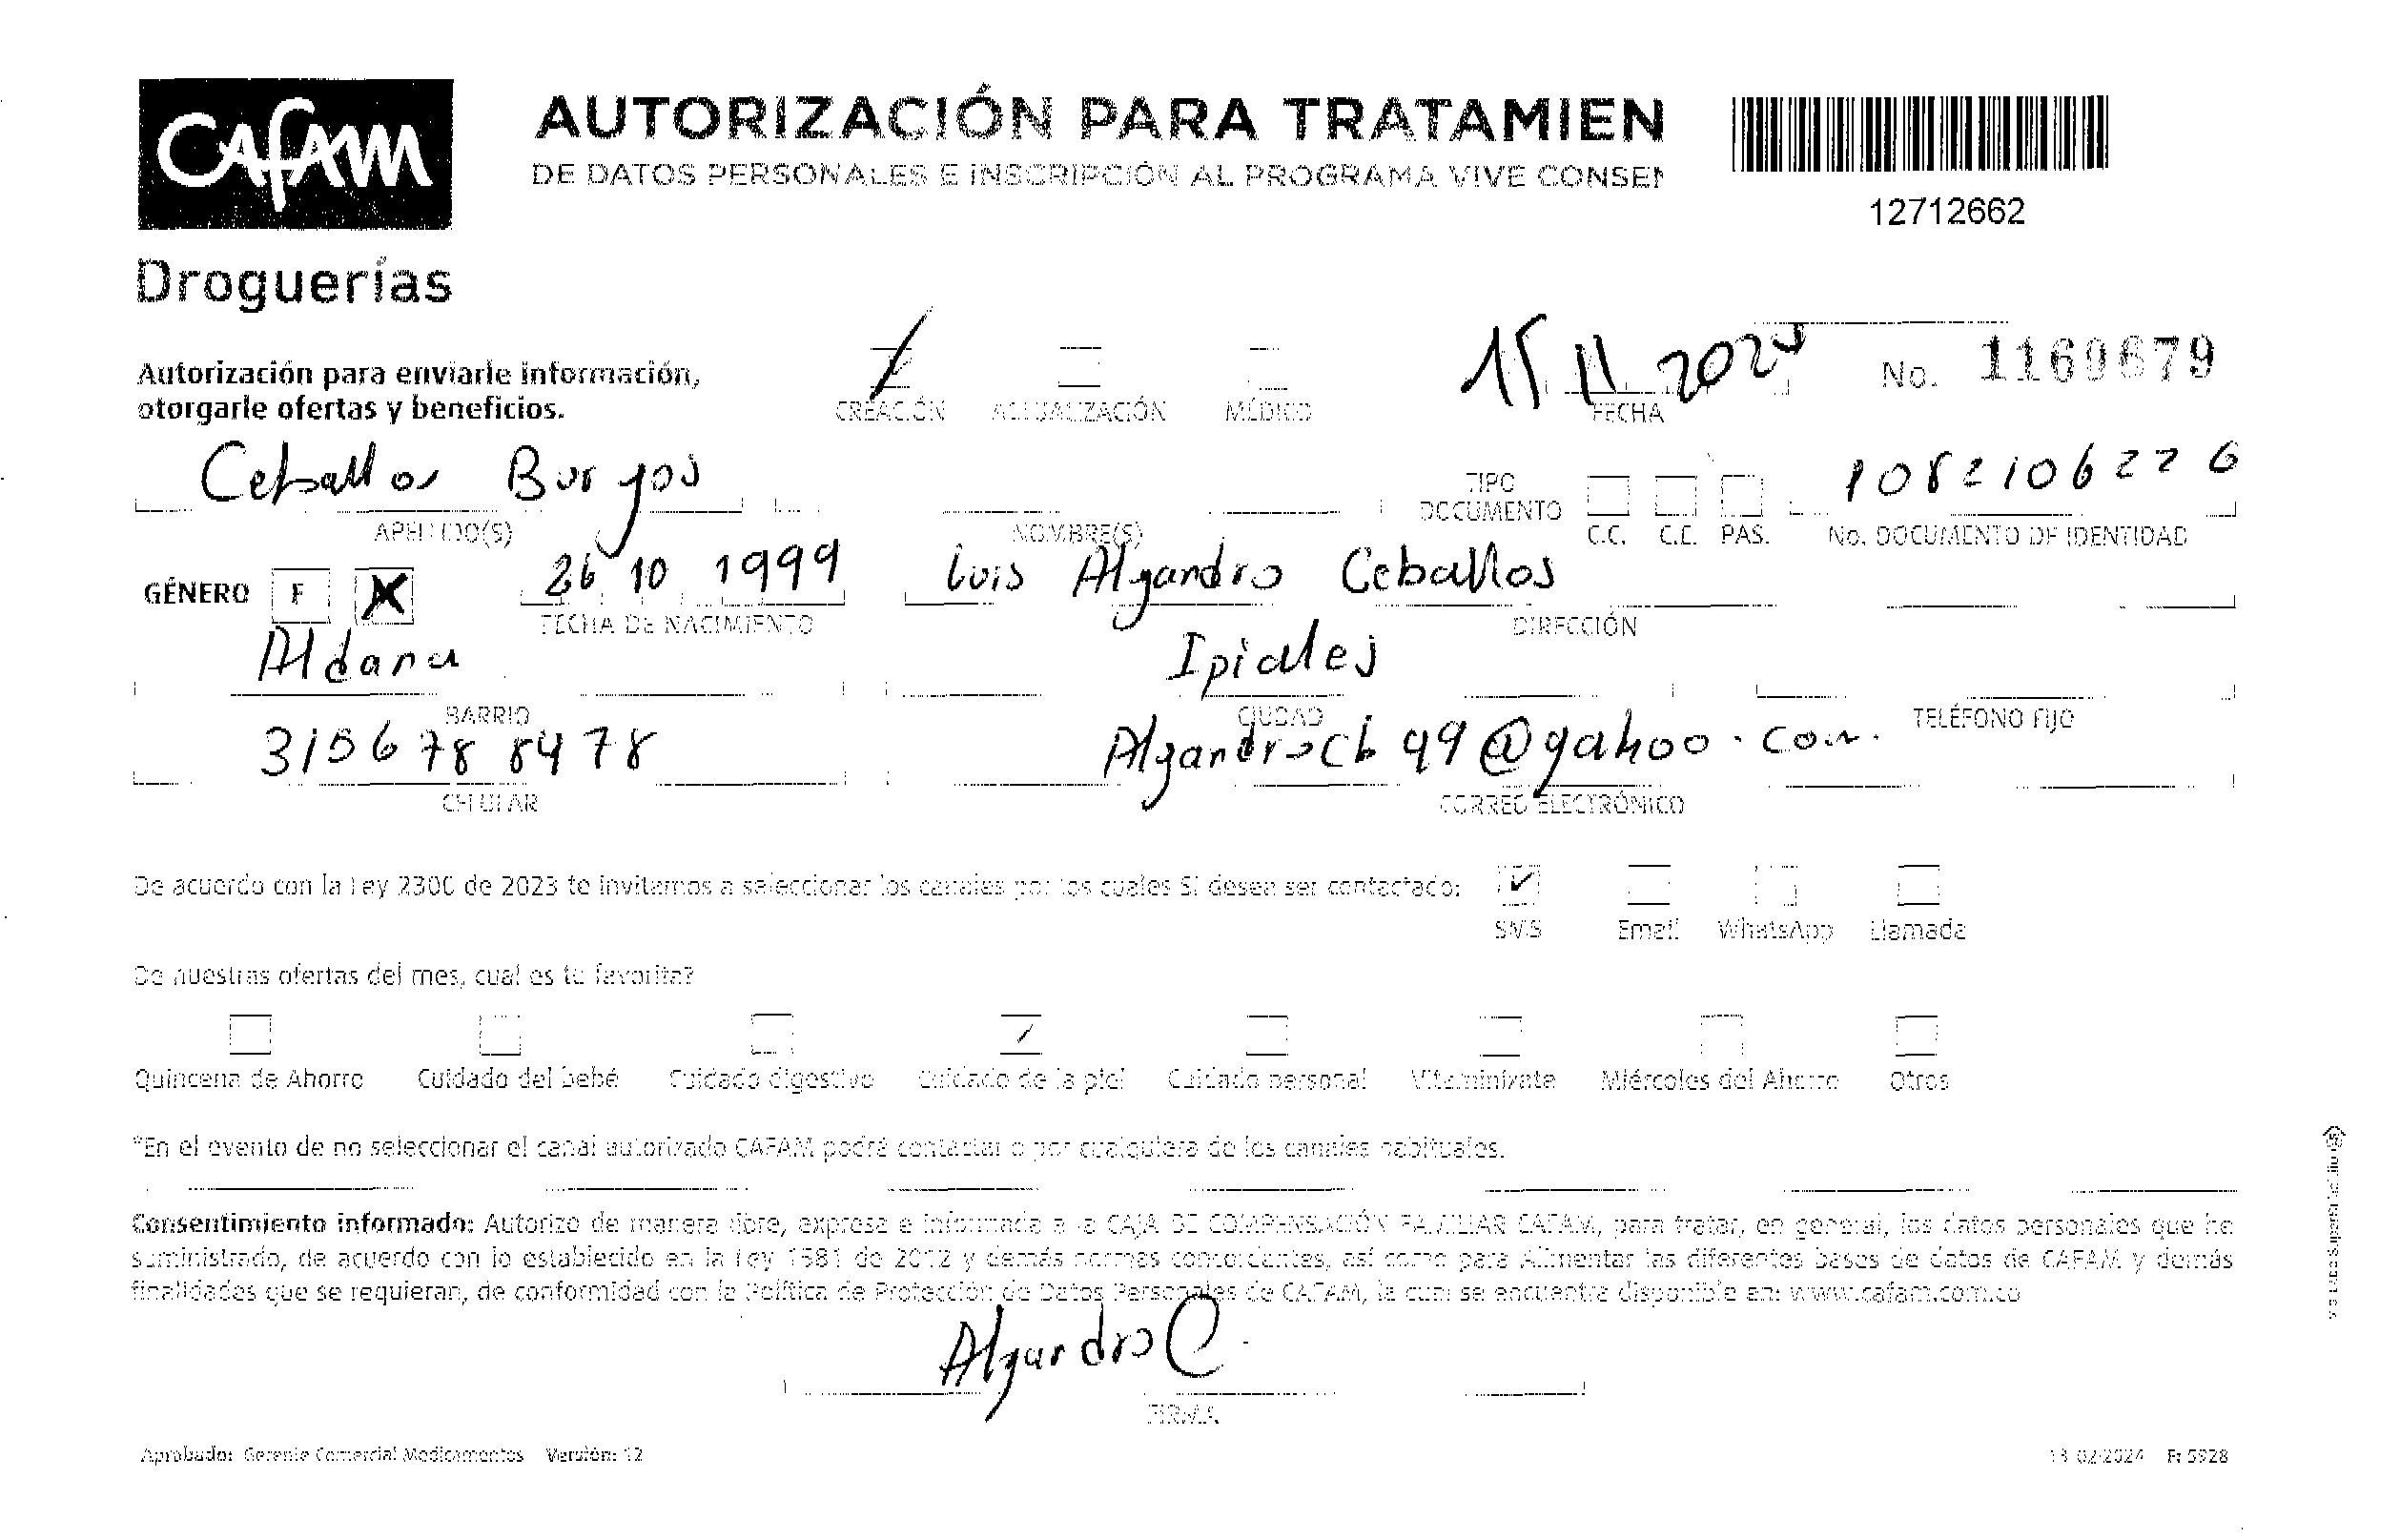 CAFAM
Droguerías
AUTORIZACIÓN PARA TRATAMIEN
DE DATOS PERSONALES E INSCRIPCIÓN AL PROGRAMA VIVE CONSEN
12712662
Autorización para enviarle información,
otorgarle ofertas y beneficios.
CREACIÓN ACTUALIZACIÓN MÉDICO
15 11 2024
FECHA
No. 1169679
Ceballos Burgos
APELLIDO(S)
NOMBRE(S)
TIPO
DOCUMENTO
C.C. C.E. PAS.
1082106226
No. DOCUMENTO DE IDENTIDAD
GÉNERO F X
26 10 1999
FECHA DE NACIMIENTO
Luis Alejandro Ceballos
DIRECCIÓN
Aldana
BARRIO
Ipiales
CIUDAD
TELÉFONO FIJO
315 678 8478
CELULAR
Alejandrocb99@yahoo.com.
CORREO ELECTRÓNICO
De acuerdo con la Ley 2300 de 2023 te invitamos a seleccionar los canales por los cuales SI desea ser contactado:
SMS Email WhatsApp Llamada
De nuestras ofertas del mes, cual es tu favorita?
Quincena de Ahorro Cuidado del bebé Cuidado digestivo Cuidado de la piel Cuidado personal Vitaminívate Miércoles del Ahorro Otros
*En el evento de no seleccionar el canal autorizado CAFAM podrá contactarlo por cualquiera de los canales habituales.
Consentimiento informado: Autorizo de manera libre, expresa e informada a la CAJA DE COMPENSACIÓN FAMILIAR CAFAM, para tratar, en general, los datos personales que he
suministrado, de acuerdo con lo establecido en la Ley 1581 de 2012 y demás normas concordantes, así como para Alimentar las diferentes bases de datos de CAFAM y demás
finalidades que se requieran, de conformidad con la Política de Protección de Datos Personales de CAFAM, la cual se encuentra disponible en: www.cafam.com.co
Alejandro C.
FIRMA
Aprobado: Gerente Comercial Medicamentos Versión: 12
13-02-2024 F: 5928